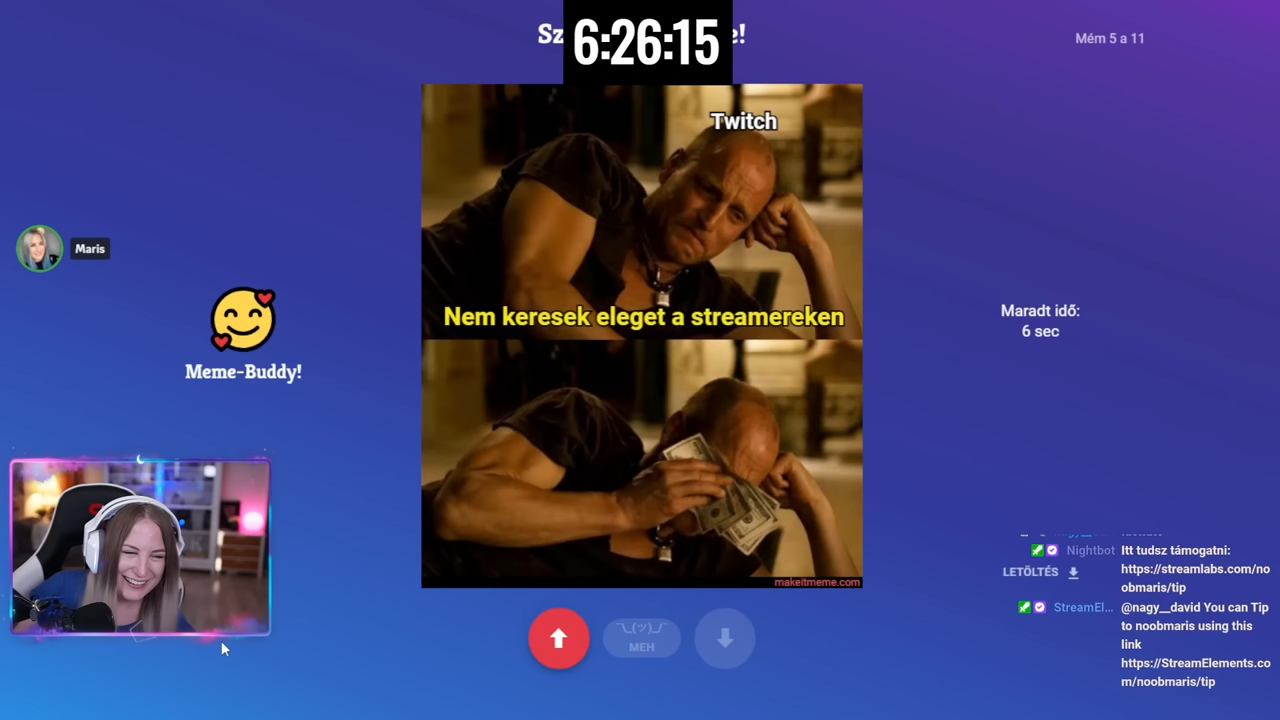 Sz
e!
6:26:15
Mém 5 a 11
Twitch
Nem keresek eleget a streamereken
makeitmeme.com
Maris
Meme-Buddy!
Maradt idő:
6 sec
¯\_(ツ)_/¯
MEH
LETÖLTÉS
Nightbot
Itt tudsz támogatni:
https://streamlabs.com/no
obmaris/tip
StreamEl...
@nagy__david You can Tip
to noobmaris using this
link
https://StreamElements.co
m/noobmaris/tip